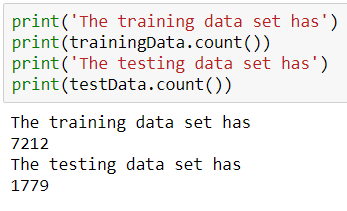 print('The training data set has')
print(trainingData.count())
print('The testing data set has')
print(testData.count())
The training data set has
7212
The testing data set has
1779